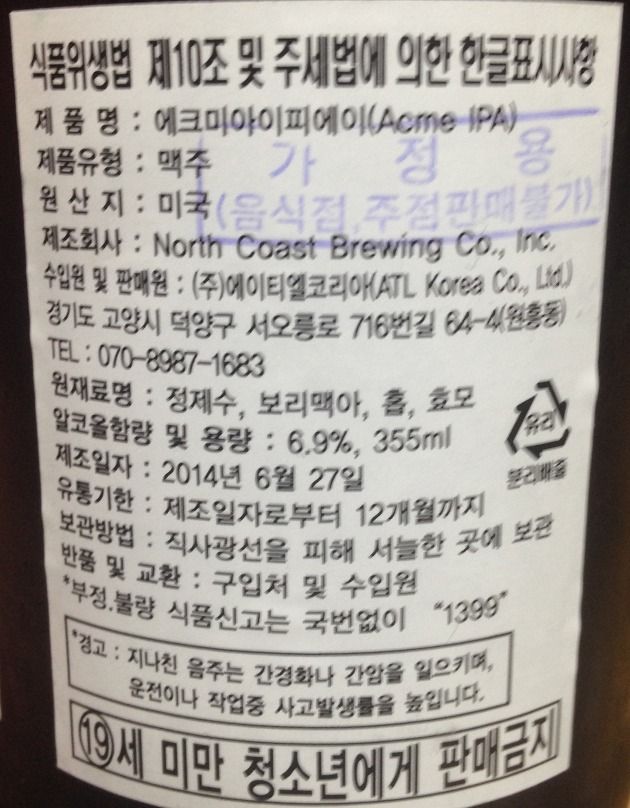 식품위생법 제10조 및 주세법에 의한 한글표시사항
제 품 명 : 에크미아이피에이(Acme IPA)
제품유형 : 맥주
가 정 용
원 산 지 : 미국
(음식점,주점판매불가)
제조회사 : North Coast Brewing Co., Inc.
수입원 및 판매원 : (주)에이티엘코리아(ATL Korea Co., Ltd.)
경기도 고양시 덕양구 서오릉로 716번길 64-4(원흥동)
TEL : 070-8987-1683
원재료명 : 정제수, 보리맥아, 홉, 효모
알코올함량 및 용량 : 6.9%, 355ml
유리
분리배출
제조일자 : 2014년 6월 27일
유통기한 : 제조일자로부터 12개월까지
보관방법 : 직사광선을 피해 서늘한 곳에 보관
반품 및 교환 : 구입처 및 수입원
*부정.불량 식품신고는 국번없이 “1399”
*경고 : 지나친 음주는 간경화나 간암을 일으키며,
운전이나 작업중 사고발생률을 높입니다.
⑲세 미만 청소년에게 판매금지